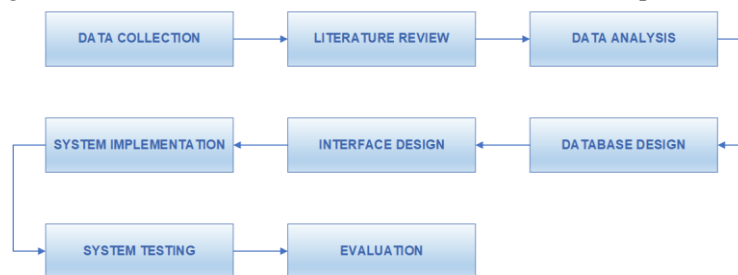 DATA COLLECTION
LITERATURE REVIEW
DATA ANALYSIS
SYSTEM IMPLEMENTATION
INTERFACE DESIGN
DATABASE DESIGN
SYSTEM TESTING
EVALUATION